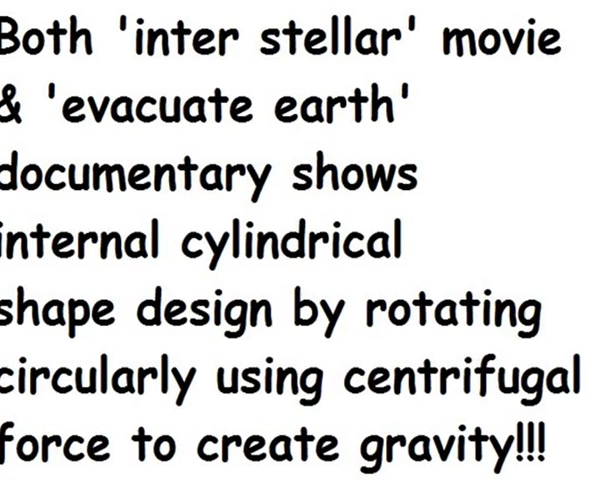 Both 'inter stellar' movie
& 'evacuate earth'
documentary shows
internal cylindrical
shape design by rotating
circularly using centrifugal
force to create gravity!!!